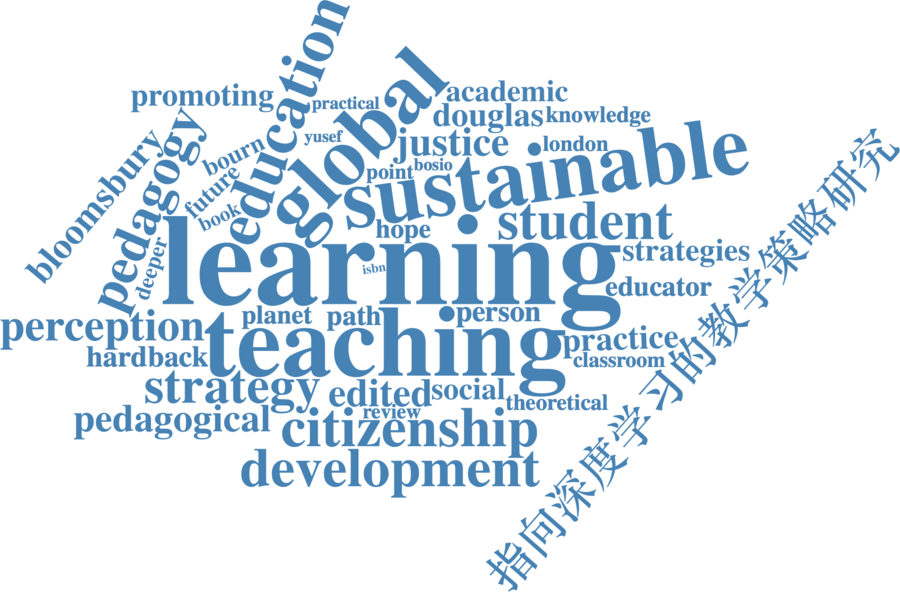 education
global
promoting
practical
academic
douglas
knowledge
yusef
justice
london
pedagogy
bloomsbury
bourn
future
book
point
bosio
sustainable
hope
student
learning
isbn
deeper
strategies
educator
planet
path
person
perception
teaching
practice
hardback
classroom
strategy
edited
social
theoretical
pedagogical
review
citizenship
development
指向深度学习的教学策略研究